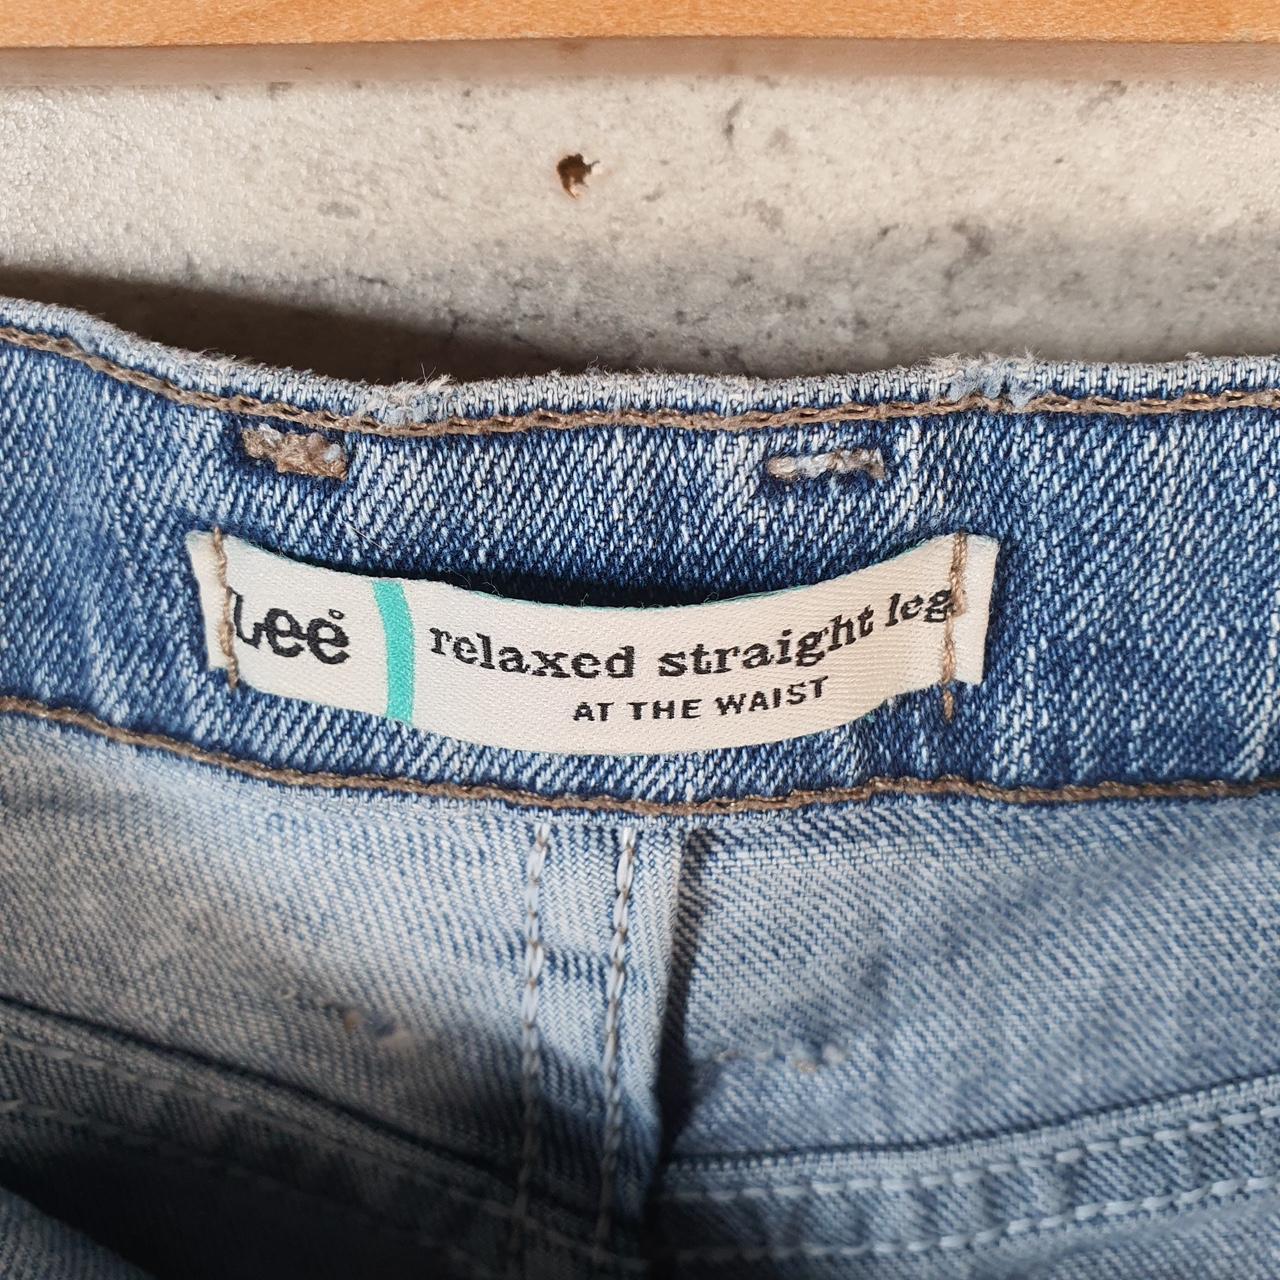 Lee
relaxed straight leg
AT THE WAIST